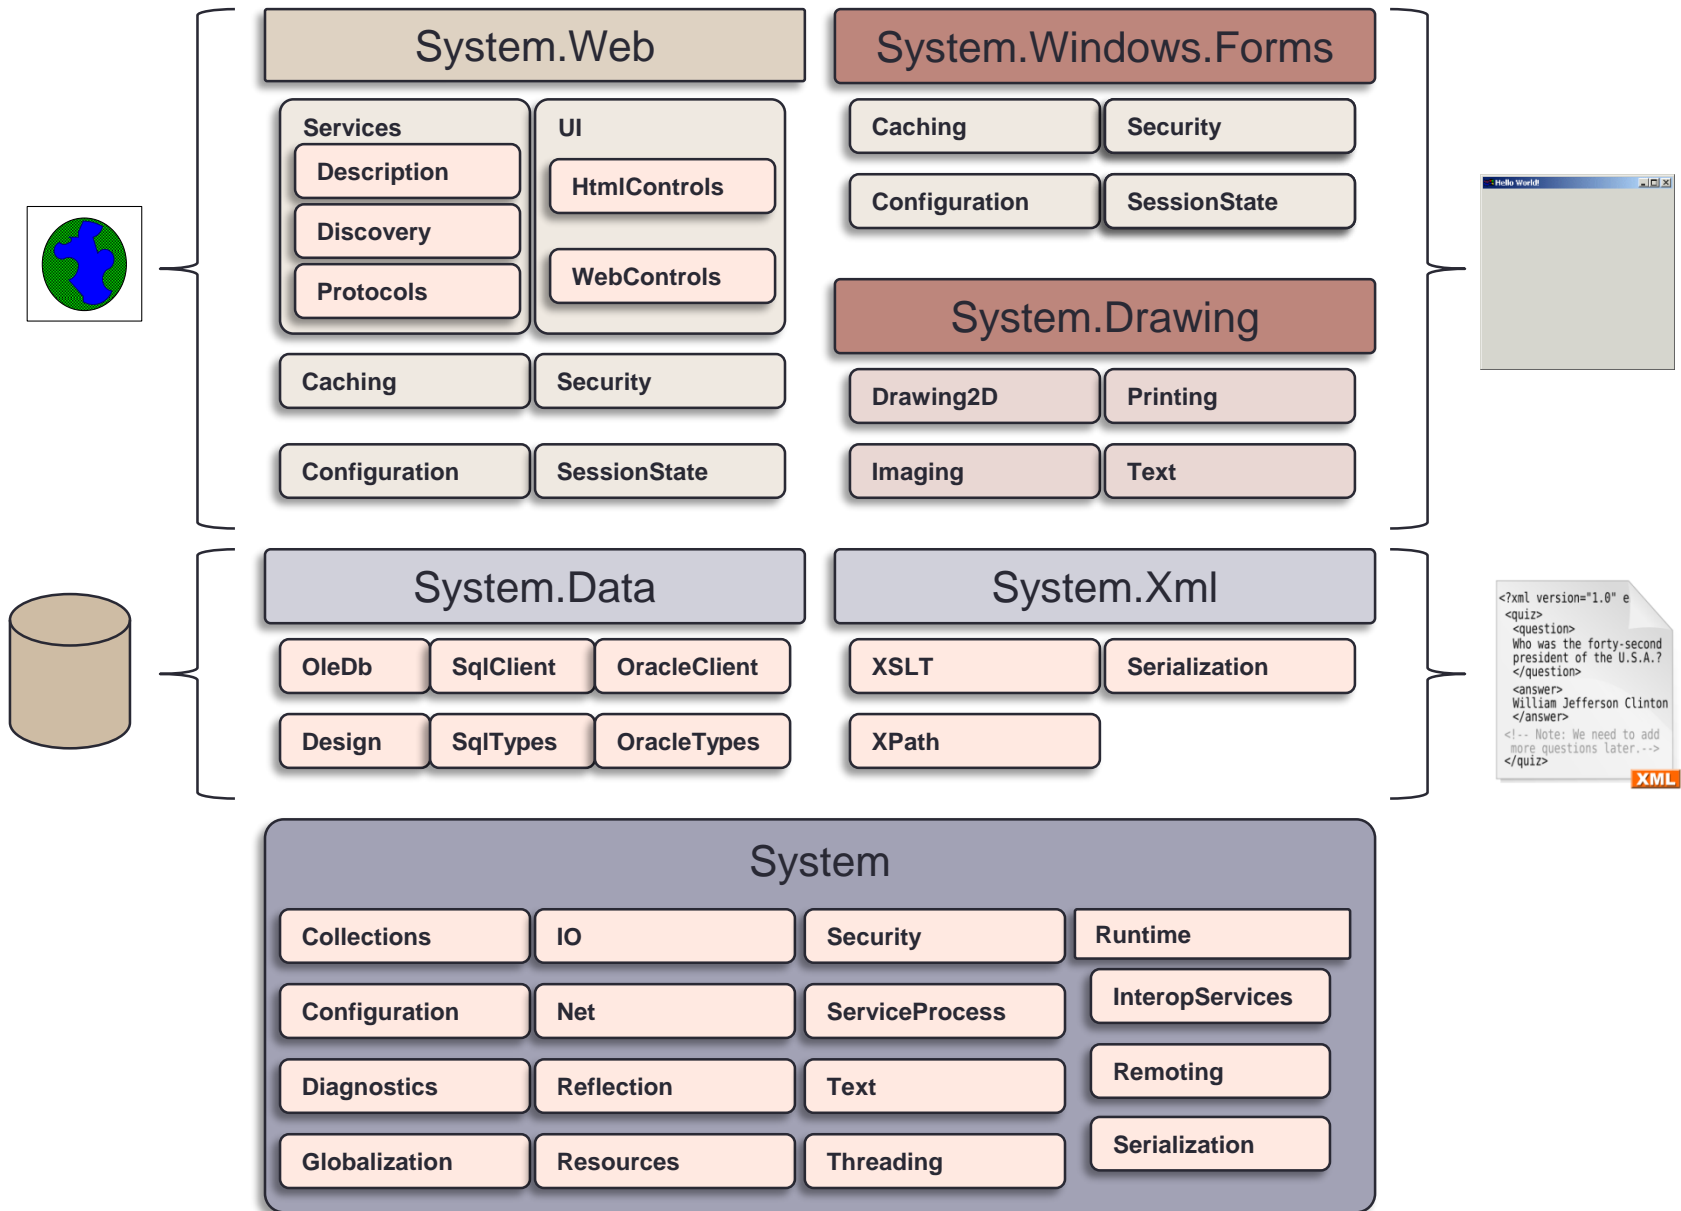 System.Web
Services
Description
Discovery
Protocols
UI
HtmlControls
WebControls
Caching
Security
Configuration
SessionState
System.Windows.Forms
Caching
Security
Configuration
SessionState
System.Drawing
Drawing2D
Printing
Imaging
Text
Hello World!
System.Data
OleDb
SqlClient
OracleClient
Design
SqlTypes
OracleTypes
System.Xml
XSLT
Serialization
XPath
<?xml version="1.0" e
<quiz>
<question>
Who was the forty-second
president of the U.S.A.?
</question>
<answer>
William Jefferson Clinton
</answer>
<!-- Note: We need to add
more questions later.-->
</quiz>
XML
System
Collections
IO
Security
Runtime
Configuration
Net
ServiceProcess
InteropServices
Diagnostics
Reflection
Text
Remoting
Globalization
Resources
Threading
Serialization